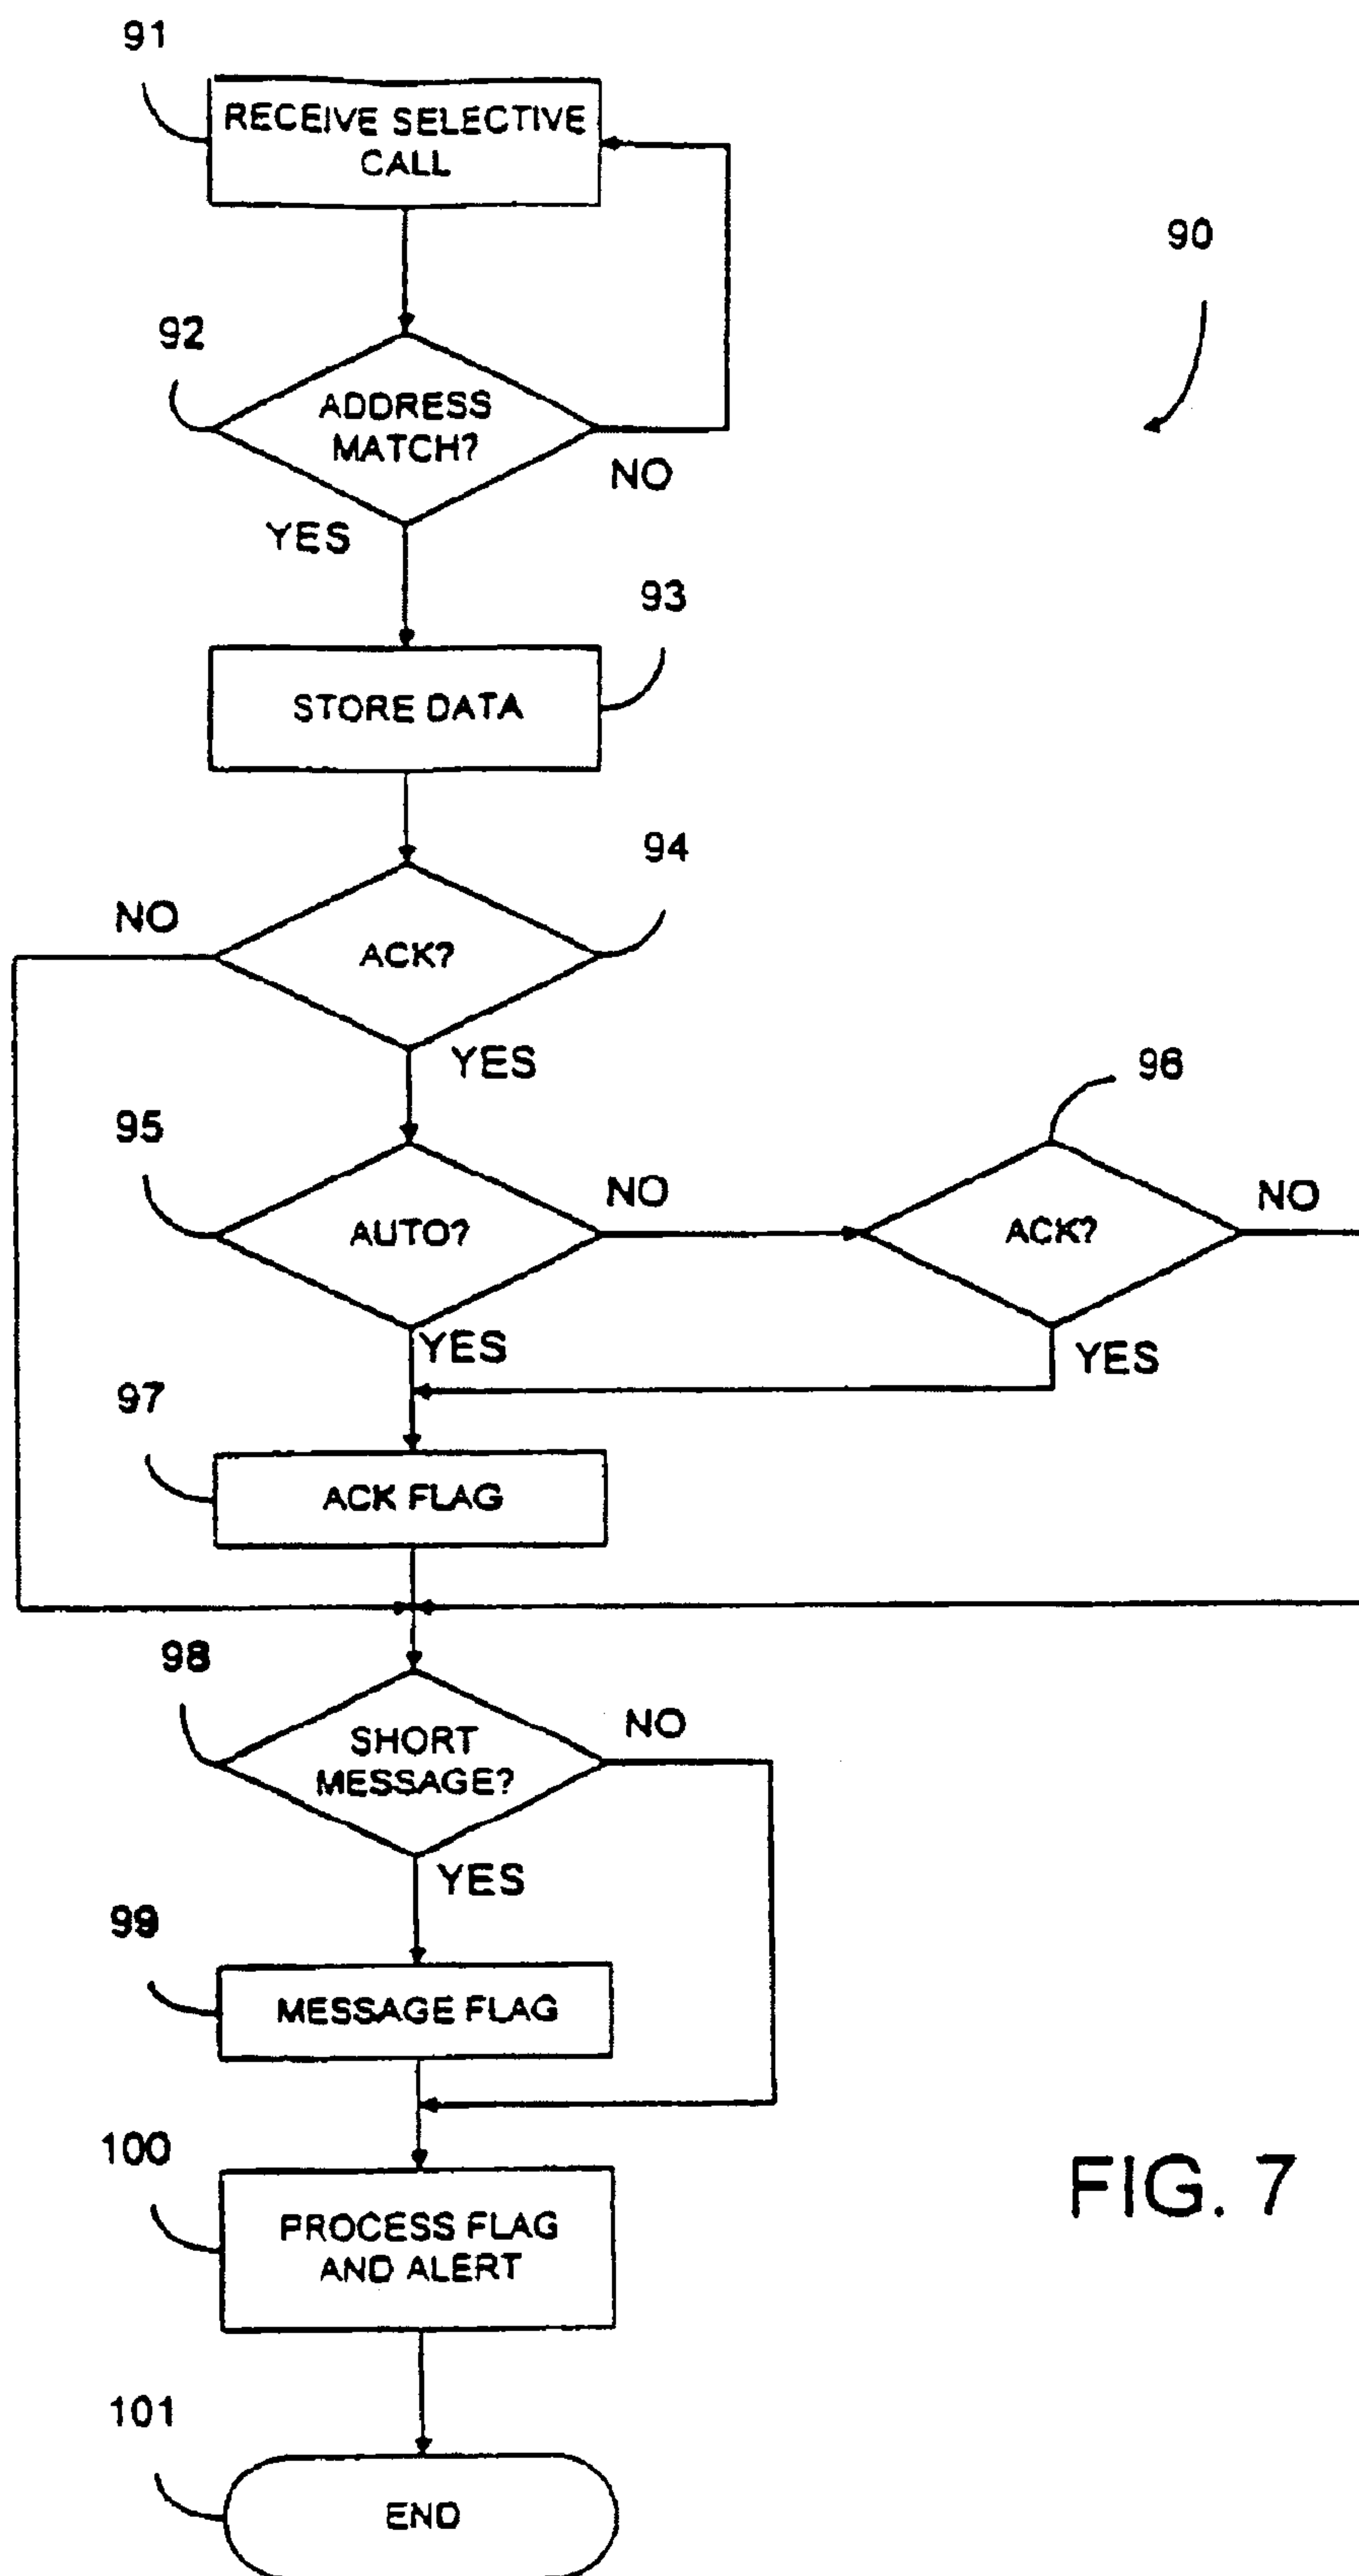 91
RECEIVE SELECTIVE
CALL
90
92
ADDRESS
MATCH?
NO
YES
93
STORE DATA
94
NO
ACK?
YES
96
95
NO
NO
AUTO?
ACK?
YES
YES
97
ACK FLAG
98
NO
SHORT
MESSAGE?
YES
99
MESSAGE FLAG
100
FIG. 7
PROCESS FLAG
AND ALERT
101
END